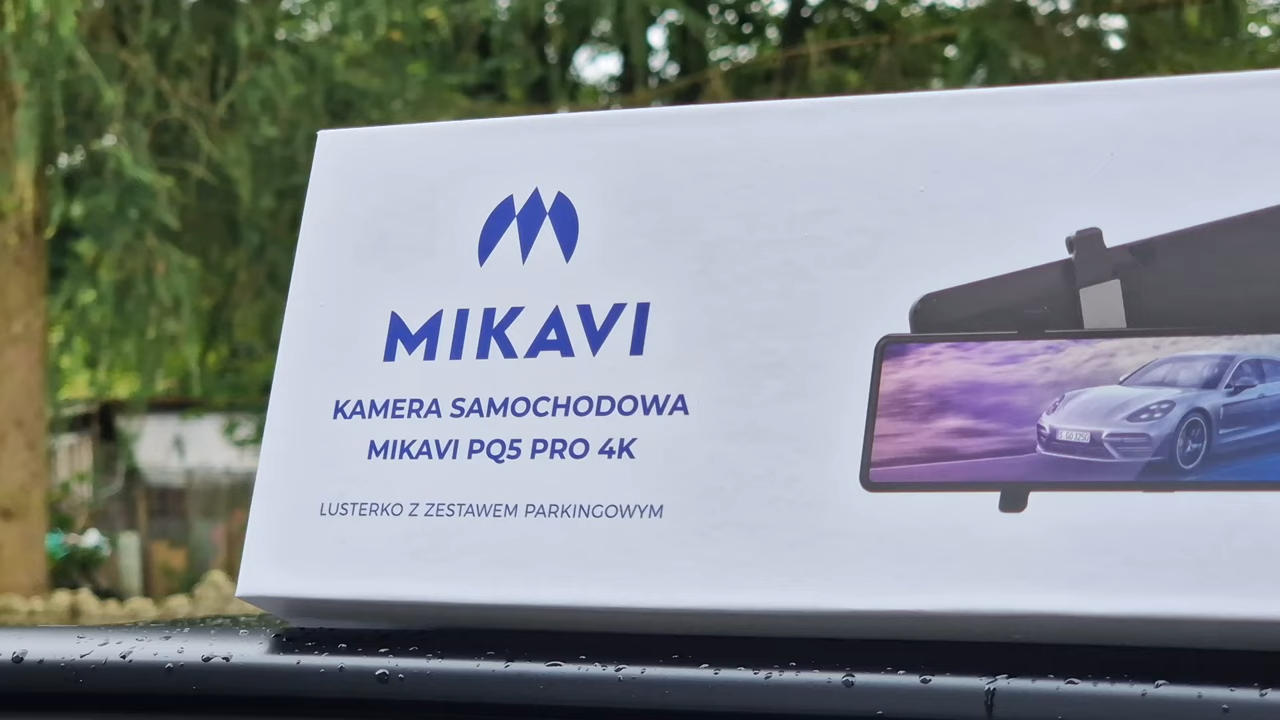 MIKAVI
KAMERA SAMOCHODOWA
MIKAVI PQ5 PRO 4K
LUSTERKO Z ZESTAWEM PARKINGOWYM